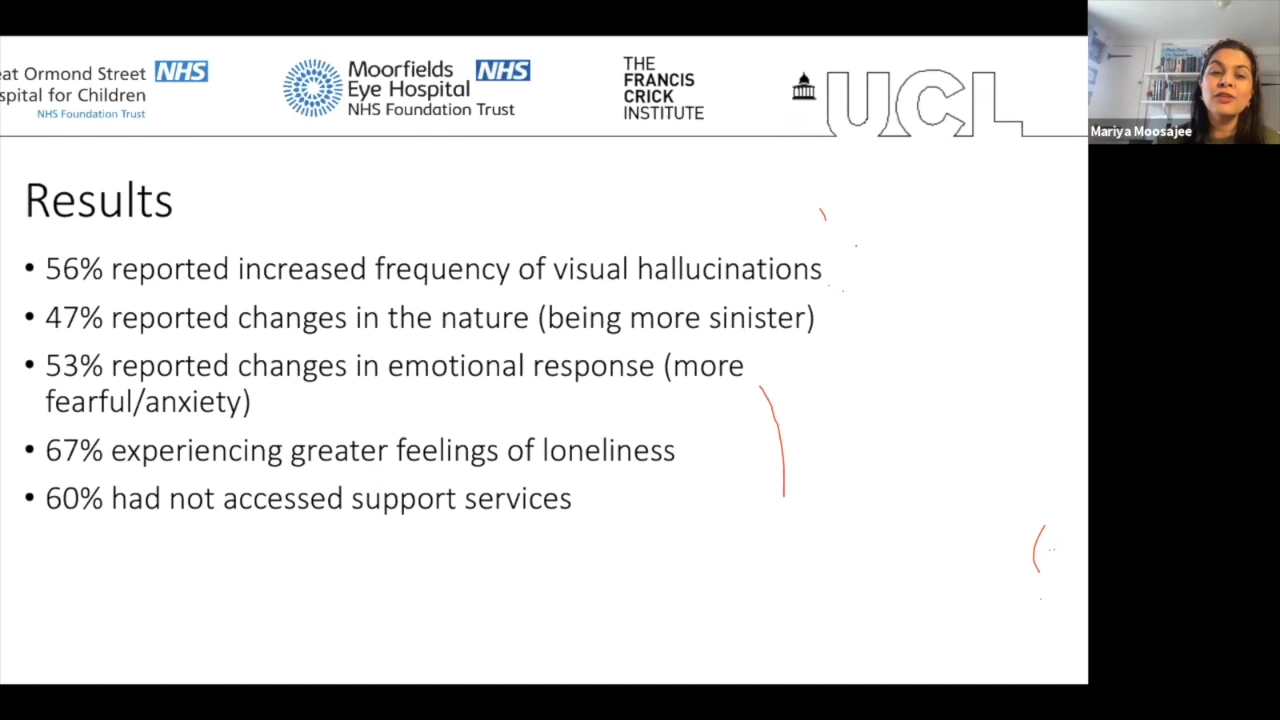 eat Ormond Street NHS
spital for Children
NHS Foundation Trust
Moorfields NHS
Eye Hospital
NHS Foundation Trust
THE
FRANCIS
CRICK
INSTITUTE
UCL
Mariya Moosajee
Results
• 56% reported increased frequency of visual hallucinations
• 47% reported changes in the nature (being more sinister)
• 53% reported changes in emotional response (more
fearful/anxiety)
• 67% experiencing greater feelings of loneliness
• 60% had not accessed support services